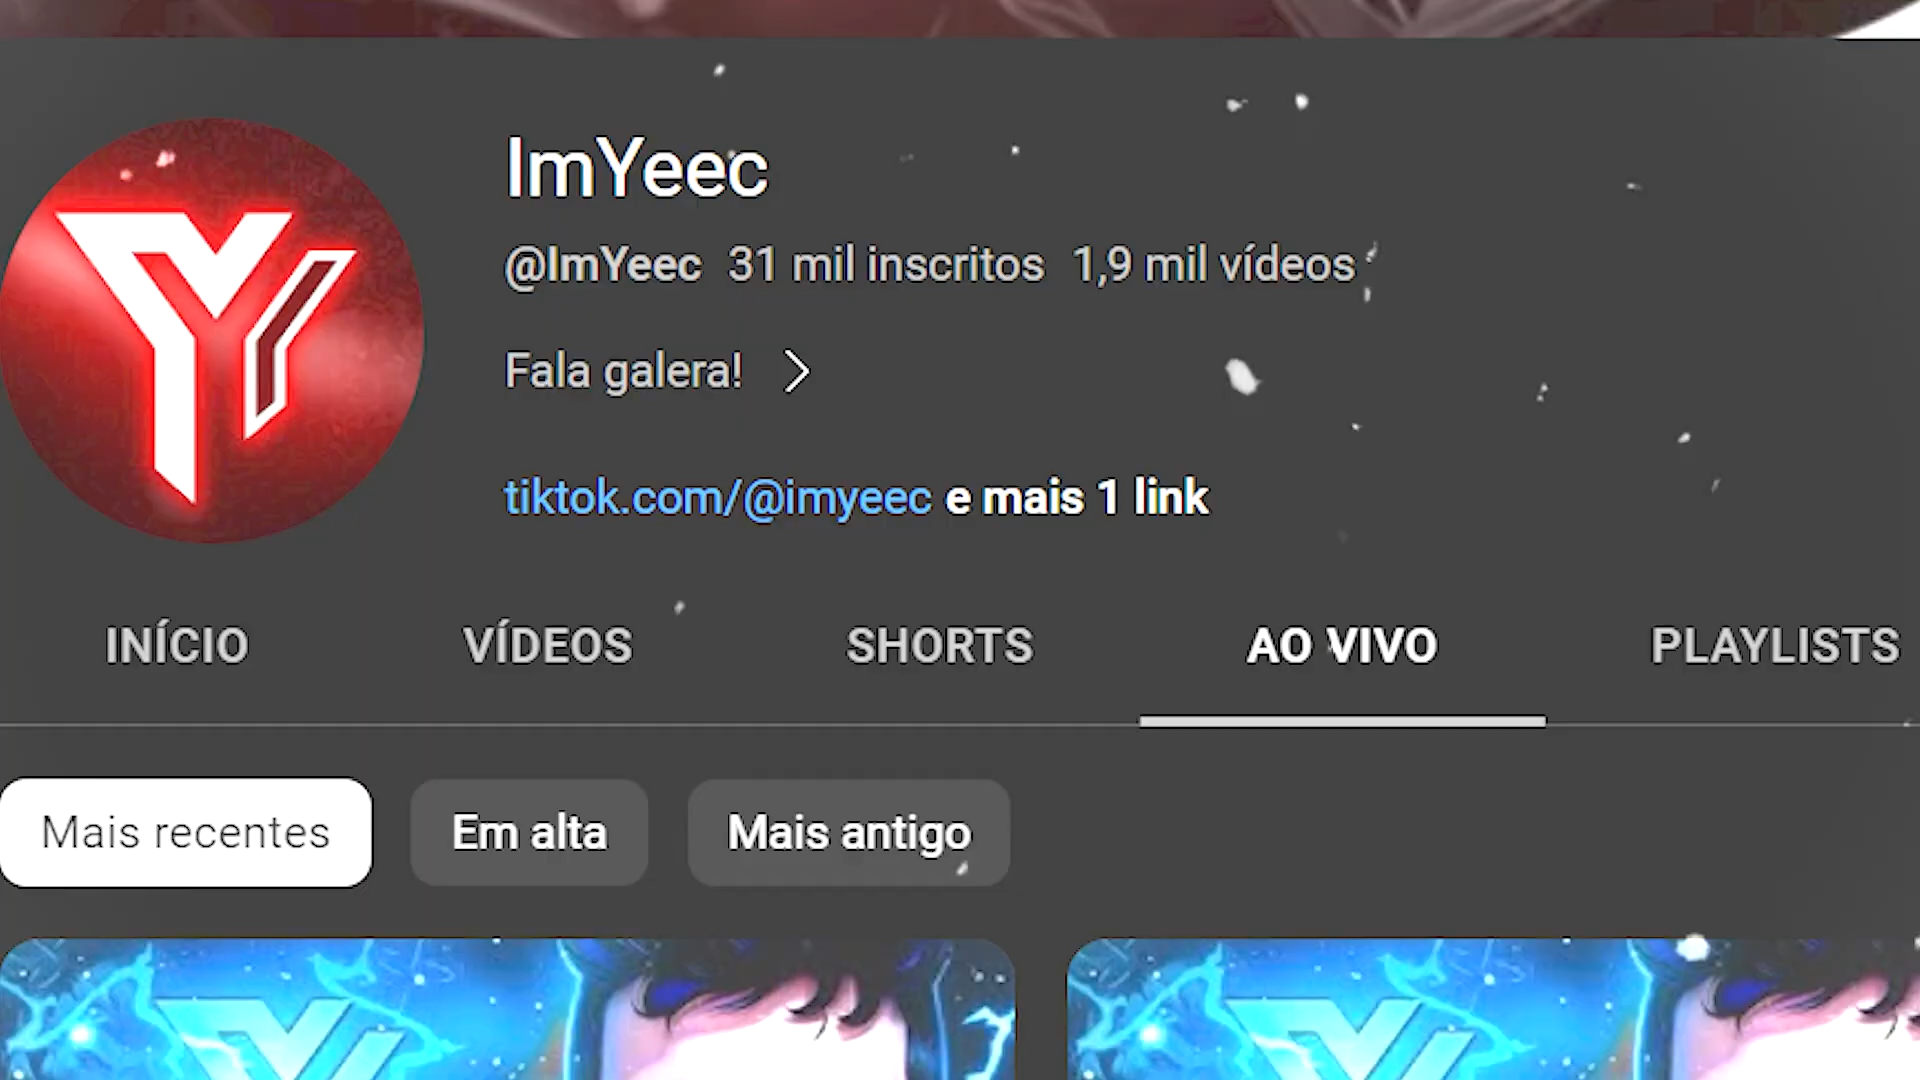 ImYeec
@ImYeec 31 mil inscritos 1,9 mil vídeos
Fala galera!
tiktok.com/@imyeec e mais 1 link
INÍCIO VÍDEOS SHORTS AO VIVO PLAYLISTS
Mais recentes Em alta Mais antigo